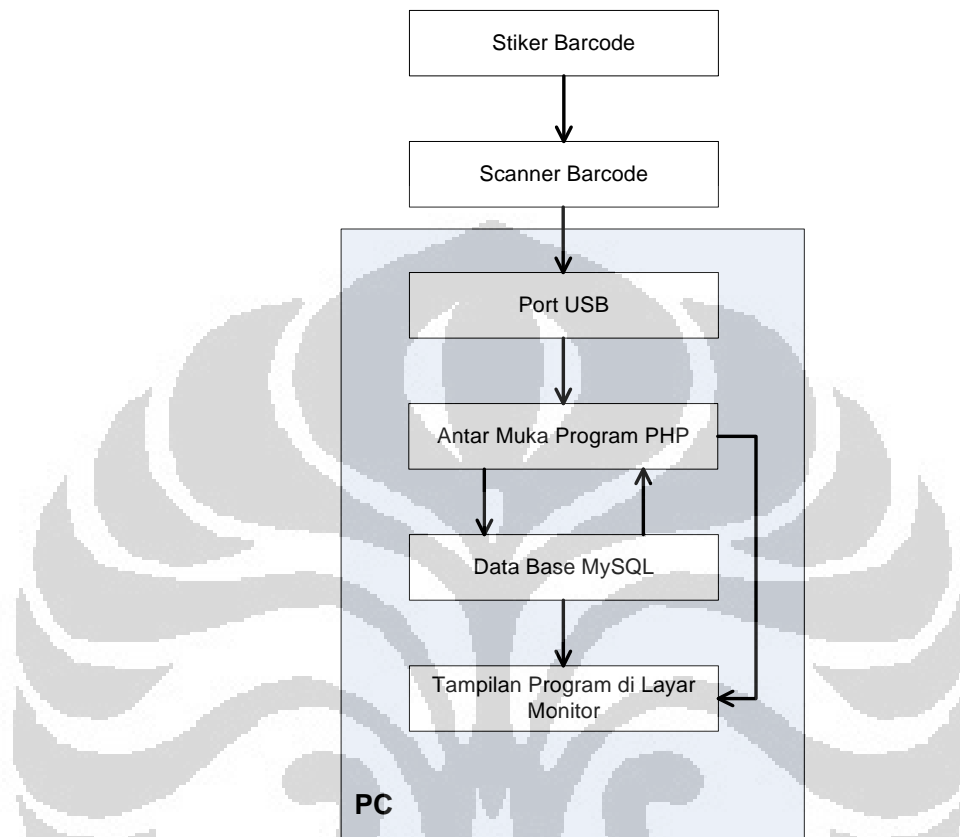 Stiker Barcode
Scanner Barcode
Port USB
Antar Muka Program PHP
Data Base MySQL
Tampilan Program di Layar
Monitor
PC